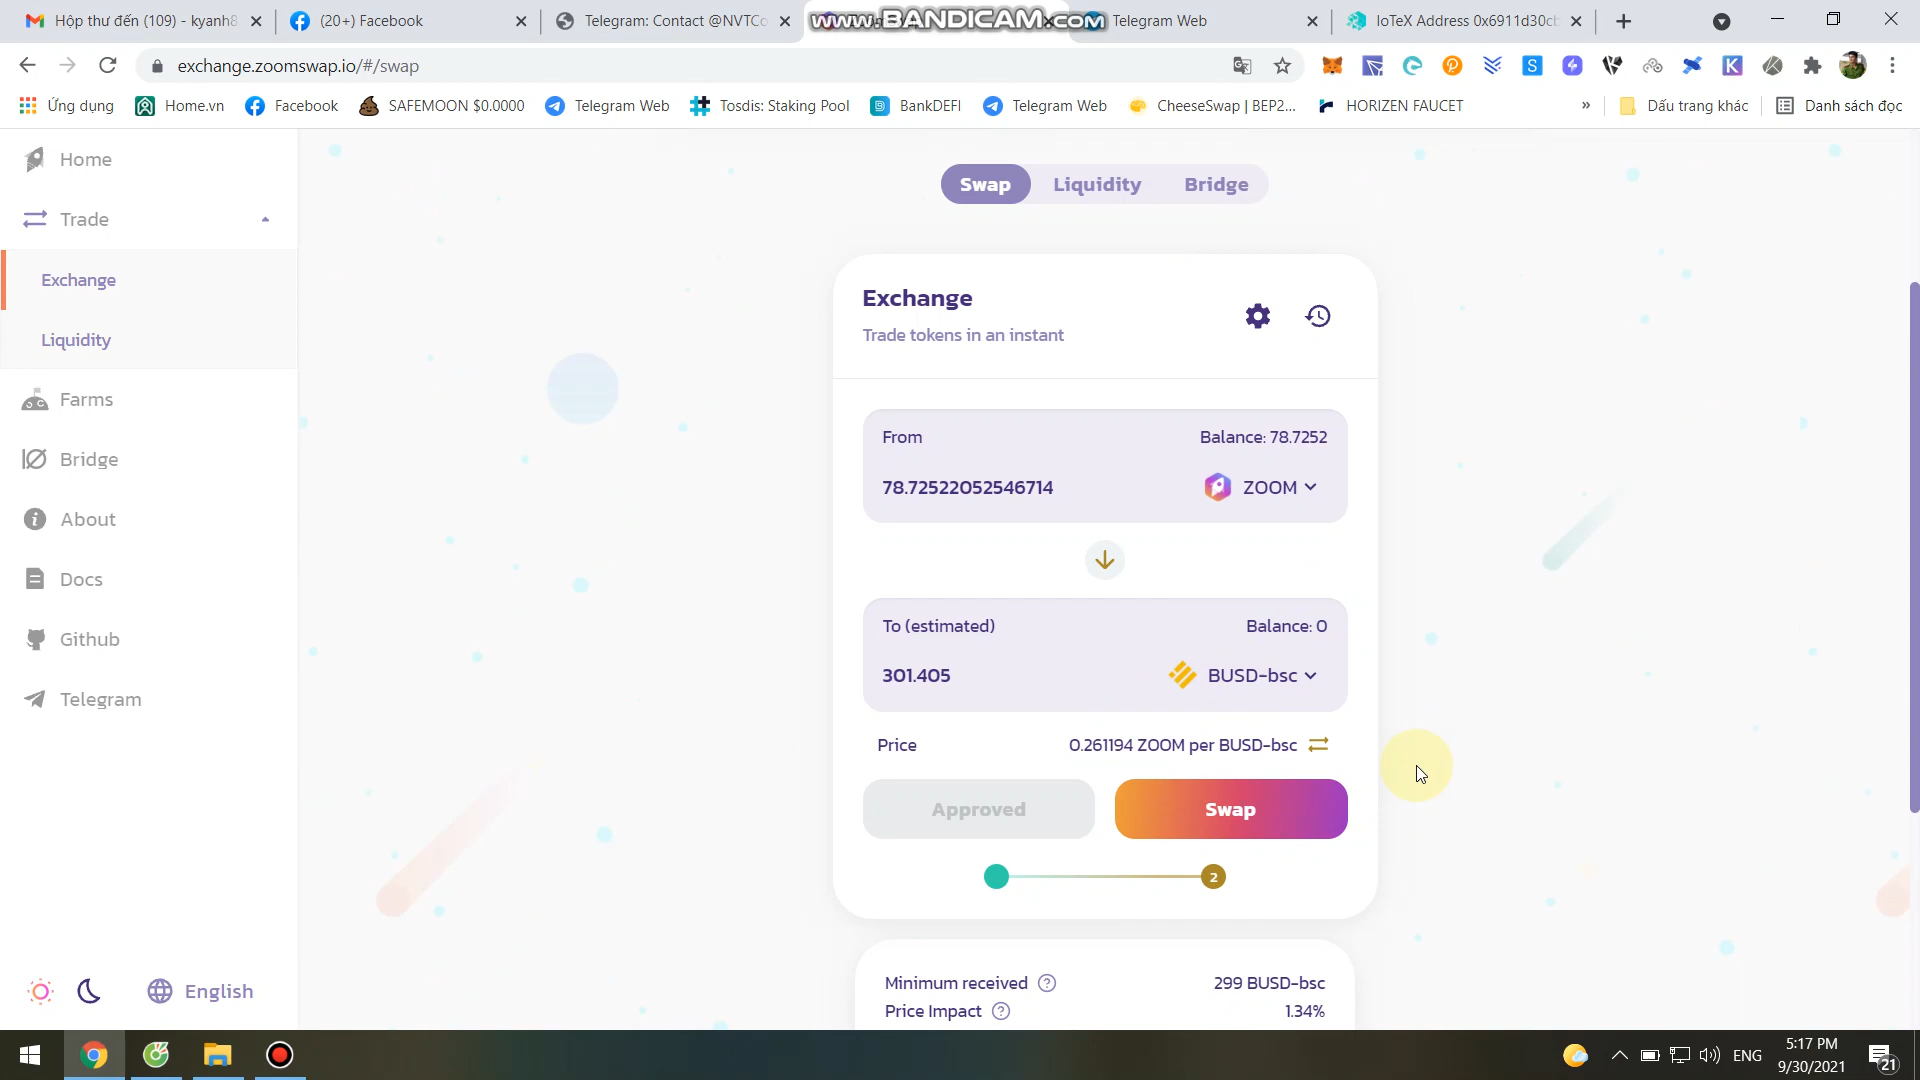 Hộp thư đến (109) - kyanh8
(20+) Facebook
Telegram: Contact @NVTCo
www.BANDICAM.com
Telegram Web
IoTeX Address 0x6911d30cb
exchange.zoomswap.io/#/swap
Ứng dụng
Home.vn
Facebook
SAFEMOON $0.0000
Telegram Web
Tosdis: Staking Pool
BankDEFI
Telegram Web
CheeseSwap | BEP2...
HORIZEN FAUCET
»
Dấu trang khác
Danh sách đọc
Home
Trade
Exchange
Liquidity
Farms
Bridge
About
Docs
Github
Telegram
English
Swap
Liquidity
Bridge
Exchange
Trade tokens in an instant
From
Balance: 78.7252
78.72522052546714
ZOOM
To (estimated)
Balance: 0
301.405
BUSD-bsc
Price
0.261194 ZOOM per BUSD-bsc
Approved
Swap
2
Minimum received ?
299 BUSD-bsc
Price Impact ?
1.34%
ENG
5:17 PM
9/30/2021
21